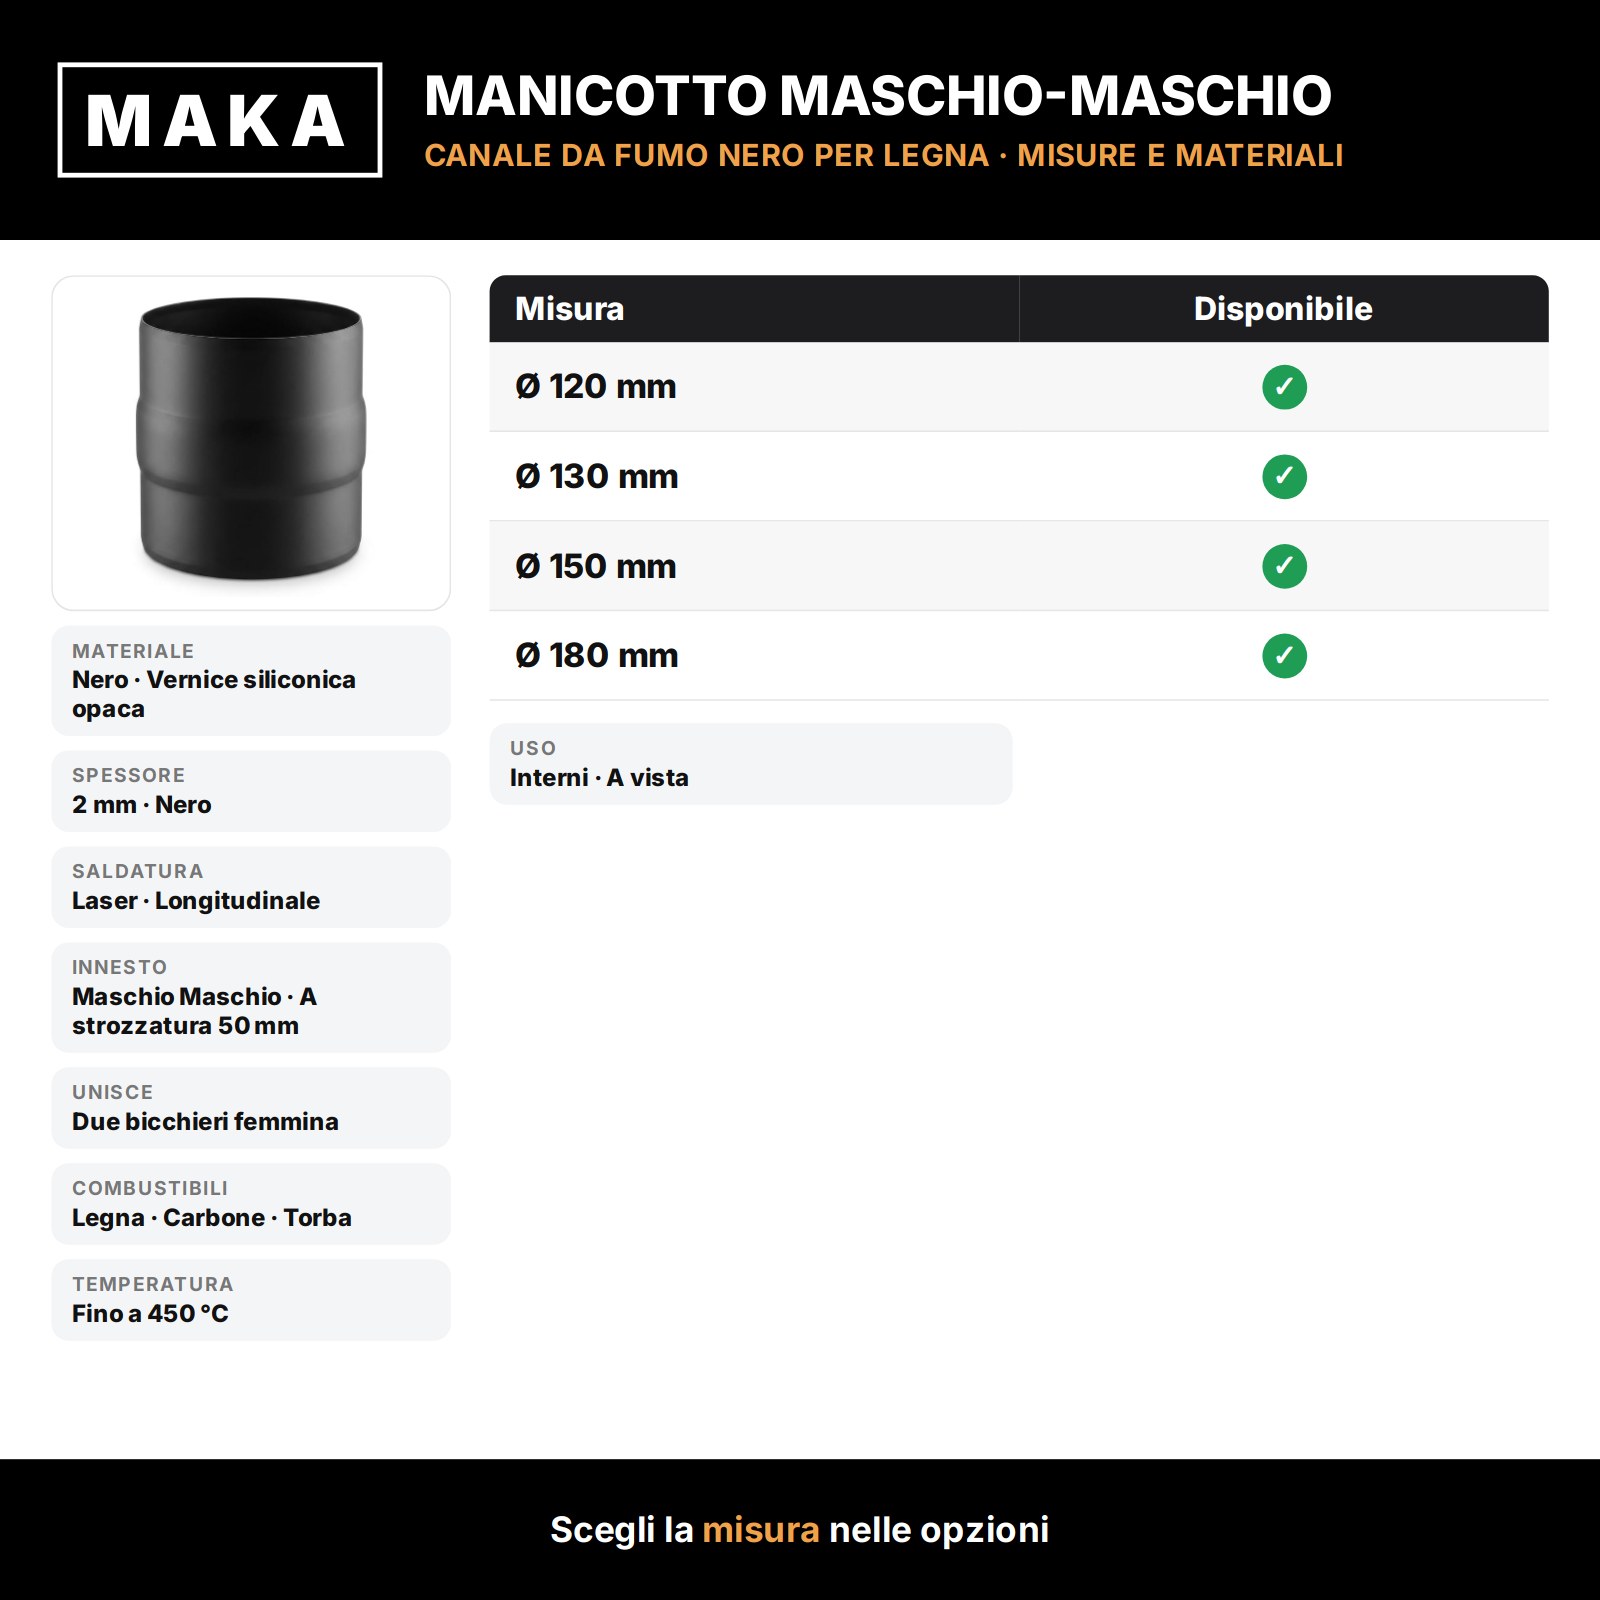 MAKA
MANICOTTO MASCHIO-MASCHIO
CANALE DA FUMO NERO PER LEGNA · MISURE E MATERIALI
MATERIALE
Nero · Vernice siliconica
opaca
SPESSORE
2 mm · Nero
SALDATURA
Laser · Longitudinale
INNESTO
Maschio Maschio · A
strozzatura 50 mm
UNISCE
Due bicchieri femmina
COMBUSTIBILI
Legna · Carbone · Torba
TEMPERATURA
Fino a 450 °C
Misura Disponibile
Ø 120 mm ✓
Ø 130 mm ✓
Ø 150 mm ✓
Ø 180 mm ✓
USO
Interni · A vista
Scegli la misura nelle opzioni